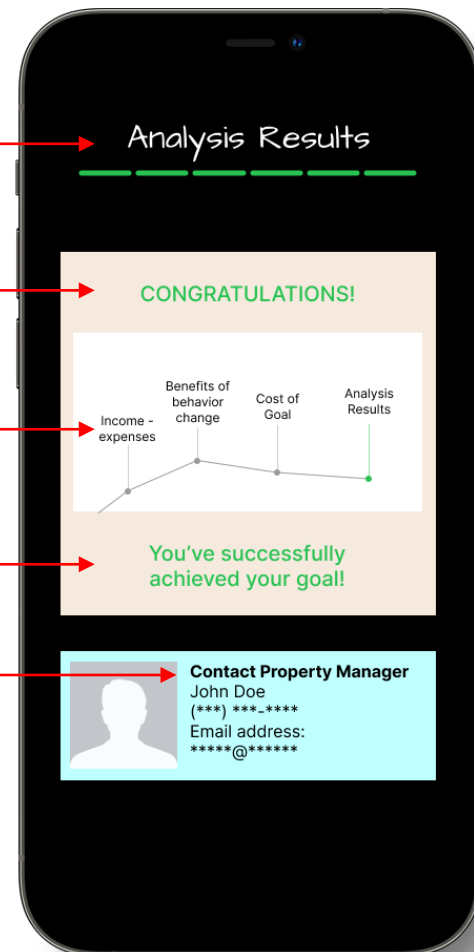 Analysis Results
CONGRATULATIONS!
Income -
expenses
Benefits of
behavior
change
Cost of
Goal
Analysis
Results
You’ve successfully
achieved your goal!
Contact Property Manager
John Doe
(***) ***-****
Email address:
*****@******